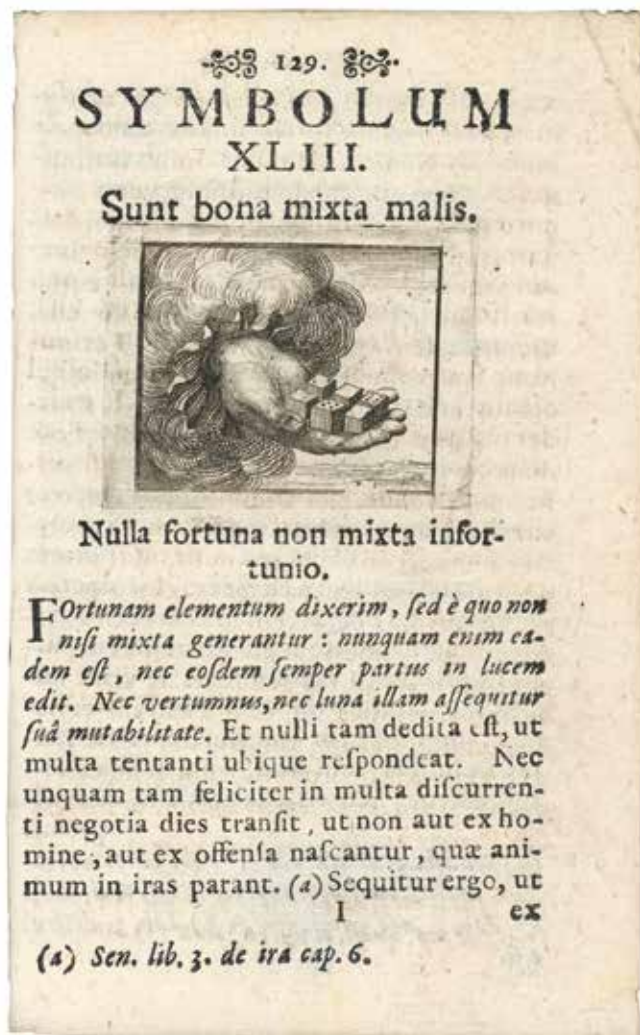 129.
SYMBOLUM
XLIII.
Sunt bona mixta malis.
Nulla fortuna non mixta infor-
tunio.
FOrtunam elementum dixerim, ſed è quo non
niſi mixta generantur : nunquam enim ea-
dem eſt, nec eoſdem ſemper partus in lucem
edit. Nec vertumnus, nec luna illam aſſequitur
ſuâ mutabilitate. Et nulli tam dedita eſt, ut
multa tentanti ubique reſpondeat. Nec
unquam tam feliciter in multa diſcurren-
ti negotia dies tranſit, ut non aut ex ho-
mine, aut ex offenſa naſcantur, quæ ani-
mum in iras parant. (a) Sequitur ergo, ut
I ex
(a) Sen. lib. 3. de ira cap. 6.